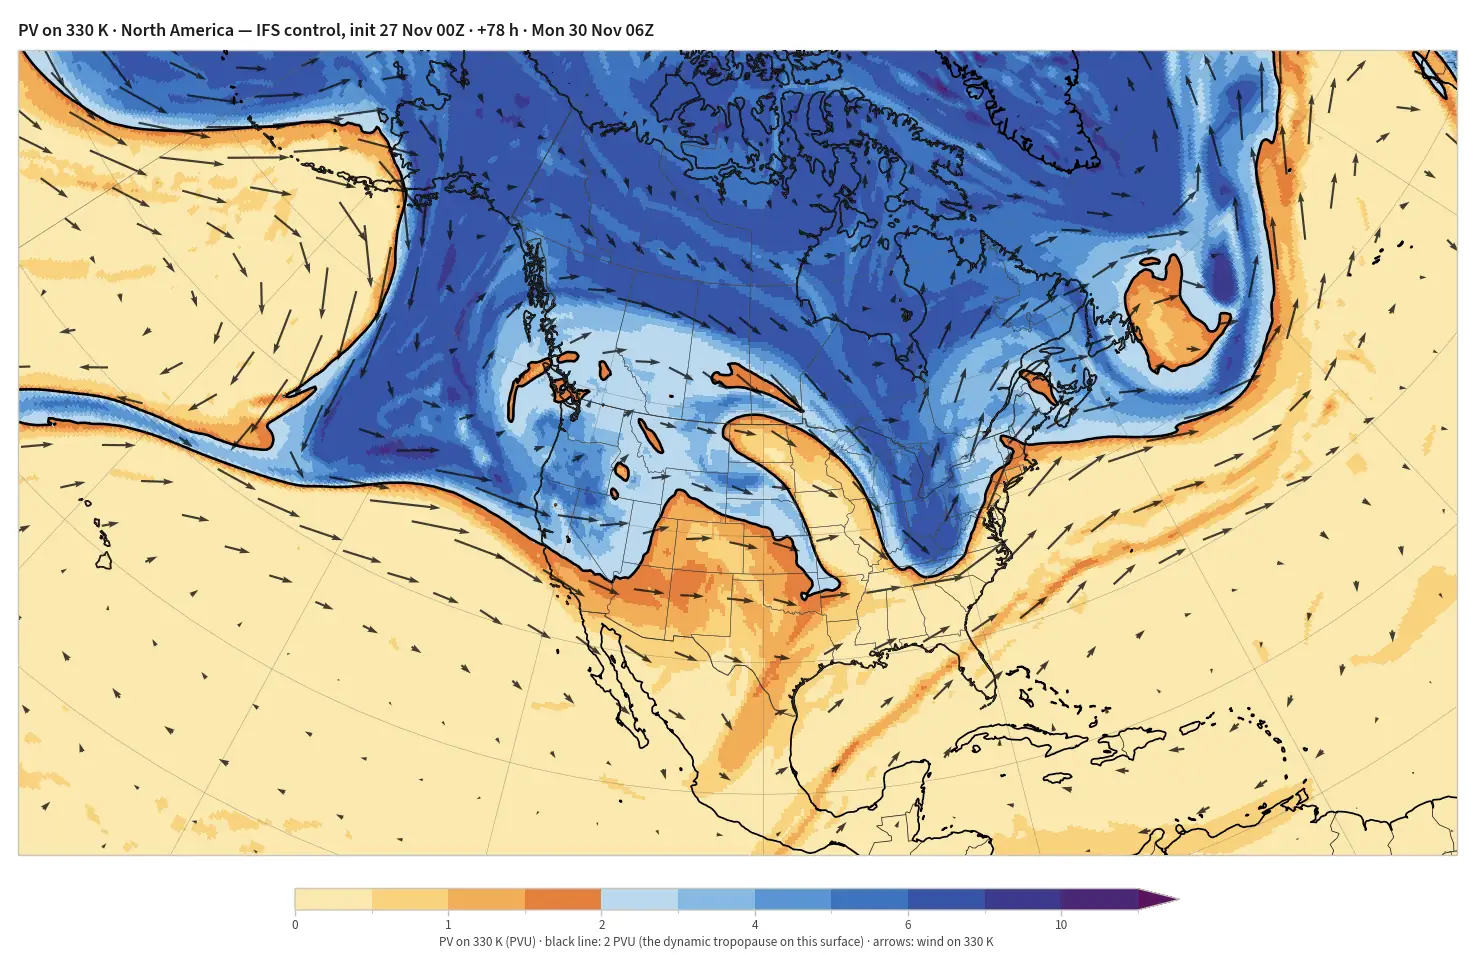 PV on 330 K · North America — IFS control, init 27 Nov 00Z · +78 h · Mon 30 Nov 06Z
0 1 2 4 6 10
PV on 330 K (PVU) · black line: 2 PVU (the dynamic tropopause on this surface) · arrows: wind on 330 K